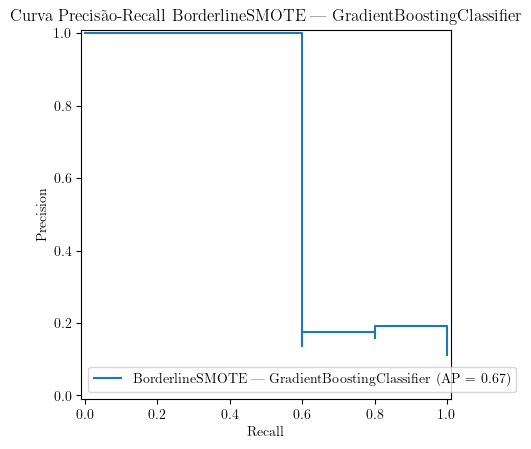 Curva Precisão-Recall BorderlineSMOTE — GradientBoostingClassifier
1.0
0.8
0.6
0.4
0.2
0.0
Precision
BorderlineSMOTE — GradientBoostingClassifier (AP = 0.67)
0.0 0.2 0.4 0.6 0.8 1.0
Recall